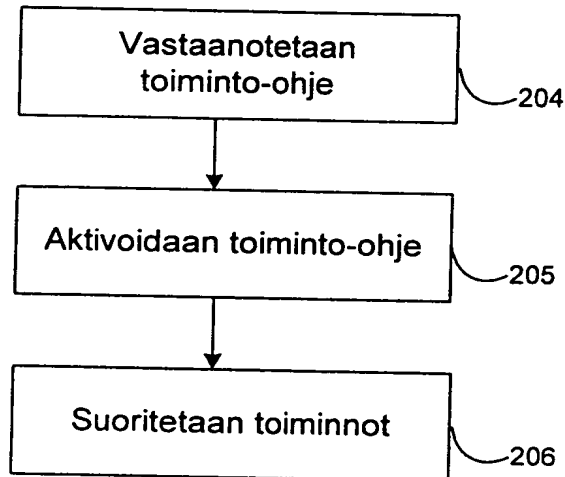 Vastaanotetaan
toiminto-ohje
204
Aktivoidaan toiminto-ohje
205
Suoritetaan toiminnot
206